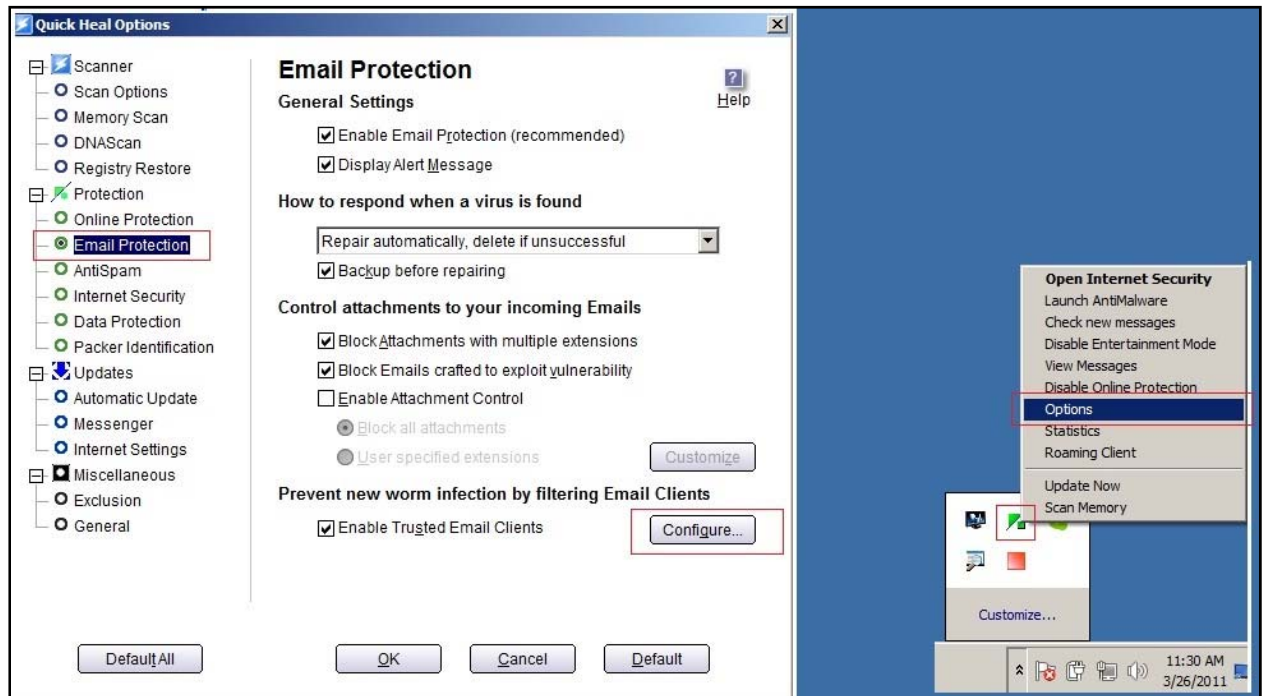 Quick Heal Options
Scanner
Scan Options
Memory Scan
DNAScan
Registry Restore
Protection
Online Protection
Email Protection
AntiSpam
Internet Security
Data Protection
Packer Identification
Updates
Automatic Update
Messenger
Internet Settings
Miscellaneous
Exclusion
General
Default All
Email Protection
?
Help
General Settings
Enable Email Protection (recommended)
Display Alert Message
How to respond when a virus is found
Repair automatically, delete if unsuccessful
Backup before repairing
Control attachments to your incoming Emails
Block Attachments with multiple extensions
Block Emails crafted to exploit vulnerability
Enable Attachment Control
Block all attachments
User specified extensions
Customize
Prevent new worm infection by filtering Email Clients
Enable Trusted Email Clients
Configure...
OK
Cancel
Default
Open Internet Security
Launch AntiMalware
Check new messages
Disable Entertainment Mode
View Messages
Disable Online Protection
Options
Statistics
Roaming Client
Update Now
Scan Memory
Customize...
11:30 AM
3/26/2011